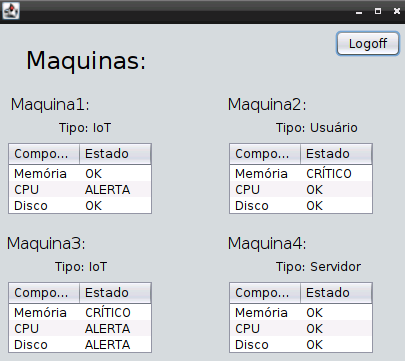 Logoff
Maquinas:
Maquina1:
Tipo: IoT
Compo... Estado
Memória OK
CPU ALERTA
Disco OK
Maquina2:
Tipo: Usuário
Compo... Estado
Memória CRÍTICO
CPU OK
Disco OK
Maquina3:
Tipo: IoT
Compo... Estado
Memória CRÍTICO
CPU ALERTA
Disco ALERTA
Maquina4:
Tipo: Servidor
Compo... Estado
Memória OK
CPU OK
Disco OK